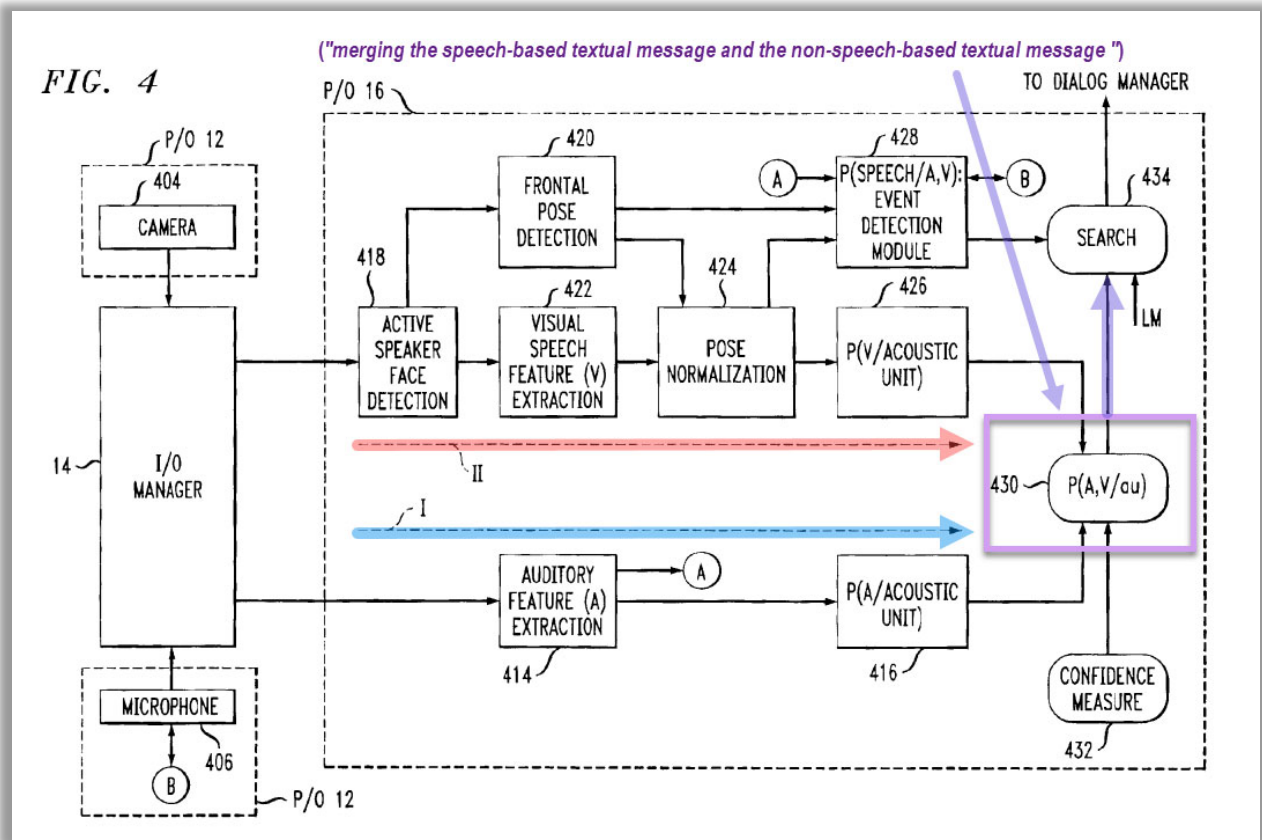 ("merging the speech-based textual message and the non-speech-based textual message ")
FIG. 4
TO DIALOG MANAGER
P/O 16
P/O 12
404
CAMERA
420
FRONTAL
POSE
DETECTION
A
428
P(SPEECH/A,V):
EVENT
DETECTION
MODULE
B
434
SEARCH
LM
418
ACTIVE
SPEAKER
FACE
DETECTION
422
VISUAL
SPEECH
FEATURE (V)
EXTRACTION
424
POSE
NORMALIZATION
426
P(V/ACOUSTIC
UNIT)
14
I/O
MANAGER
II
I
430
P(A,V/au)
AUDITORY
FEATURE (A)
EXTRACTION
414
A
P(A/ACOUSTIC
UNIT)
416
CONFIDENCE
MEASURE
432
MICROPHONE
406
B
P/O 12